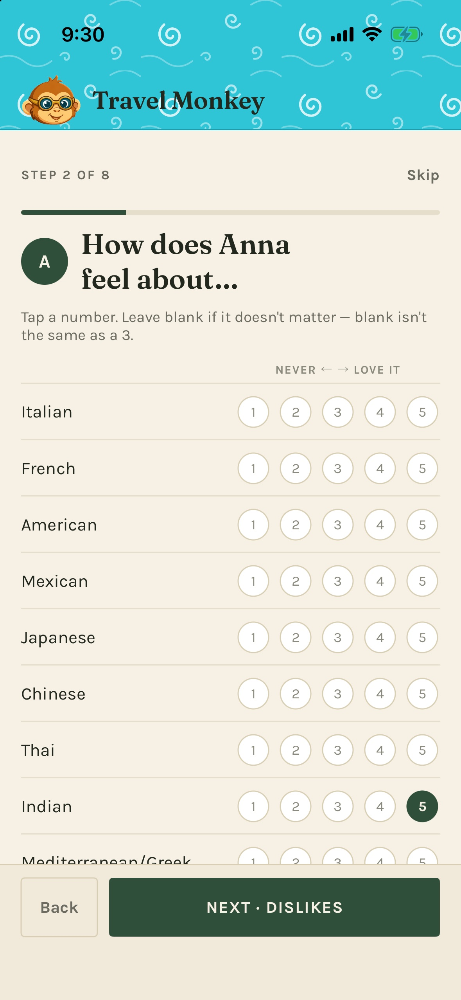 9:30
Travel Monkey
STEP 2 OF 8
Skip
A
How does Anna
feel about...
Tap a number. Leave blank if it doesn't matter — blank isn't
the same as a 3.
NEVER ← → LOVE IT
Italian 1 2 3 4 5
French 1 2 3 4 5
American 1 2 3 4 5
Mexican 1 2 3 4 5
Japanese 1 2 3 4 5
Chinese 1 2 3 4 5
Thai 1 2 3 4 5
Indian 1 2 3 4 5
Mediterranean/Greek 1 2 3 4 5
Back
NEXT · DISLIKES